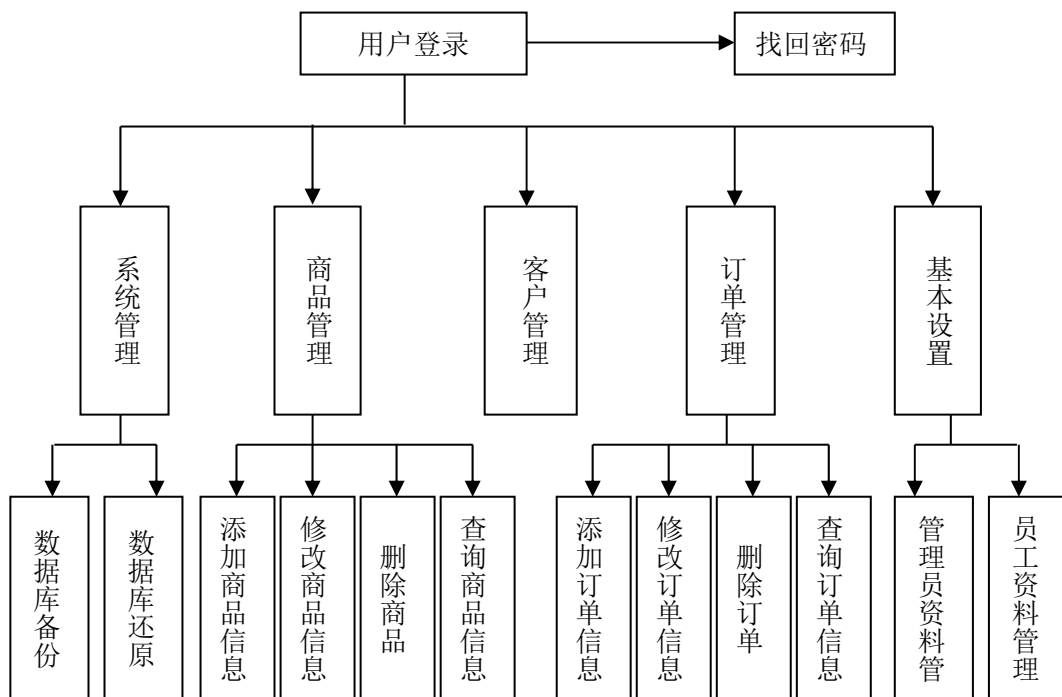 用户登录
找回密码
系统管理
商品管理
客户管理
订单管理
基本设置
数据库备份
数据库还原
添加商品信息
修改商品信息
删除商品
查询商品信息
添加订单信息
修改订单信息
删除订单
查询订单信息
管理员资料管
员工资料管理